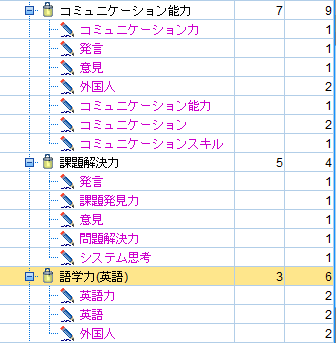 コミュニケーション能力 7 9
コミュニケーション力 1
発言 1
意見 1
外国人 2
コミュニケーション能力 1
コミュニケーション 2
コミュニケーションスキル 1
課題解決力 5 4
発言 1
課題発見力 1
意見 1
問題解決力 1
システム思考 1
語学力(英語) 3 6
英語力 2
英語 2
外国人 2